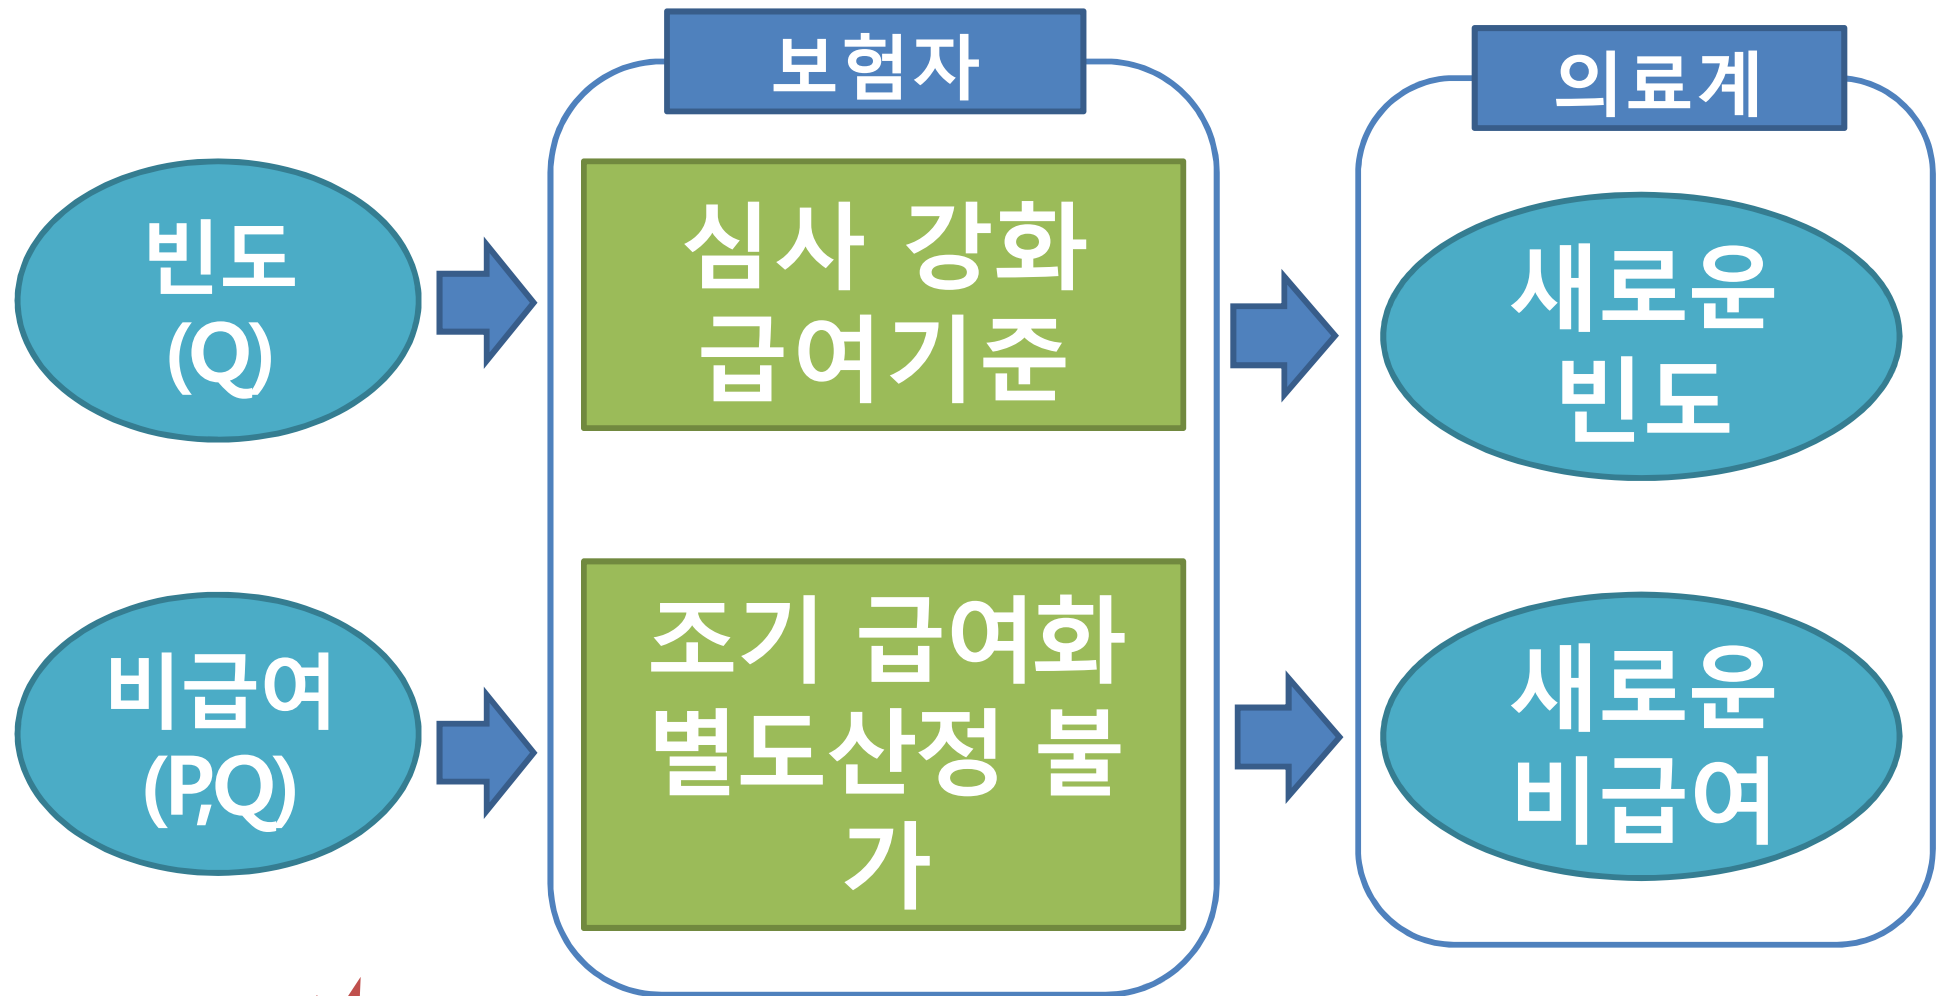 보험자
의료계
빈도
(Q)
심사 강화
급여기준
새로운
빈도
비급여
(P,Q)
조기 급여화
별도산정 불
가
새로운
비급여